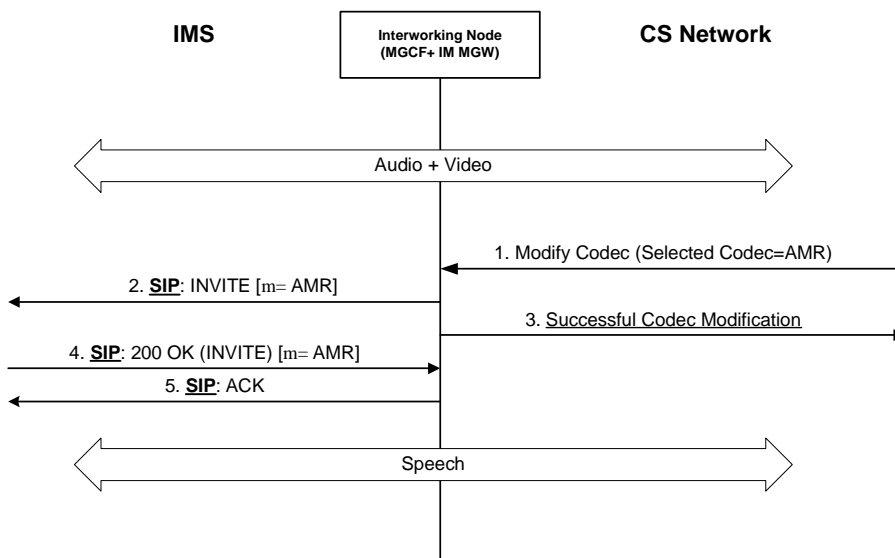 IMS
Interworking Node
(MGCF+ IM MGW)
CS Network
Audio + Video
1. Modify Codec (Selected Codec=AMR)
2. SIP: INVITE [m= AMR]
3. Successful Codec Modification
4. SIP: 200 OK (INVITE) [m= AMR]
5. SIP: ACK
Speech